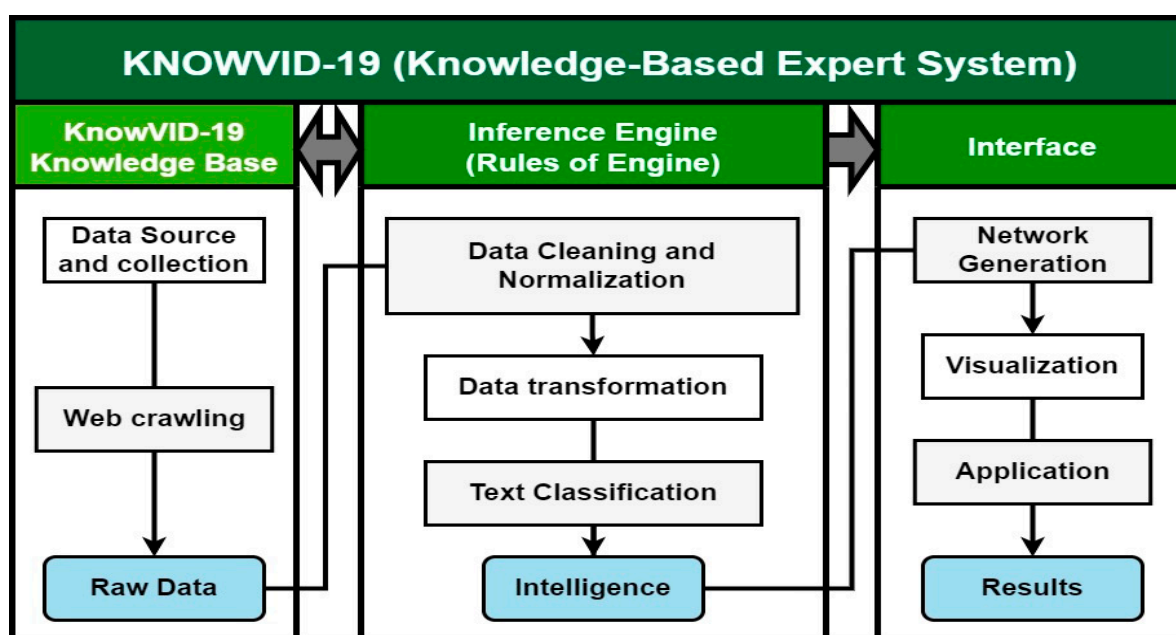 KNOWVID-19 (Knowledge-Based Expert System)
KnowVID-19
Knowledge Base
Inference Engine
(Rules of Engine)
Interface
Data Source
and collection
Web crawling
Raw Data
Data Cleaning and
Normalization
Data transformation
Text Classification
Intelligence
Network
Generation
Visualization
Application
Results